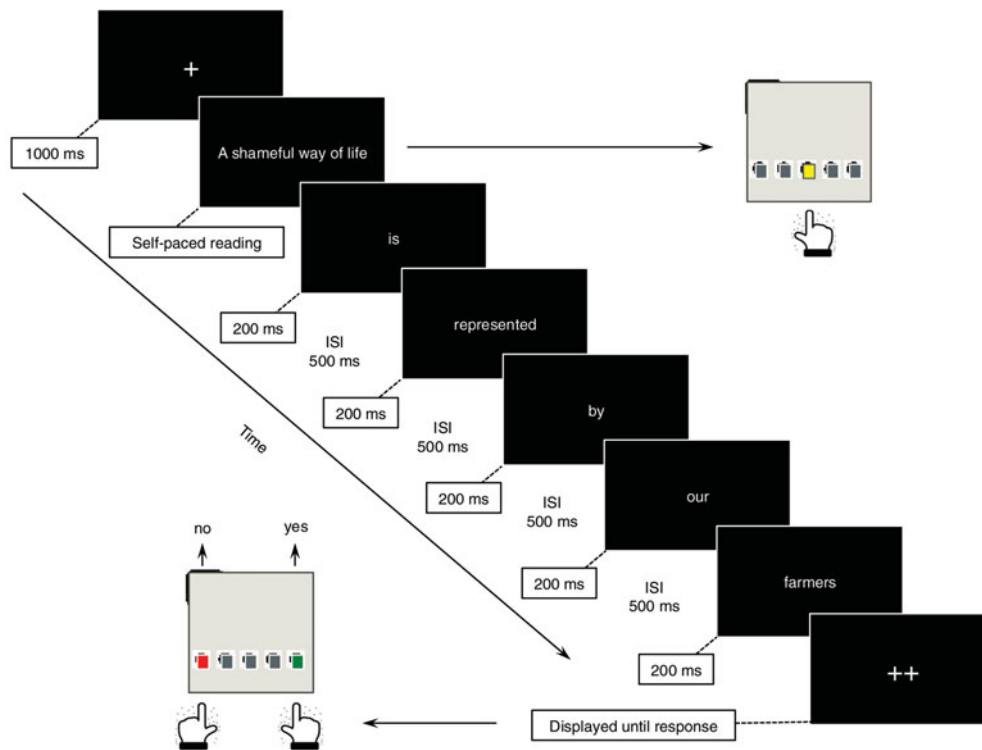 +
1000 ms
A shameful way of life
Self-paced reading
is
200 ms
ISI
500 ms
represented
200 ms
ISI
500 ms
by
200 ms
ISI
500 ms
our
200 ms
ISI
500 ms
farmers
200 ms
++
Displayed until response
Time
no
yes